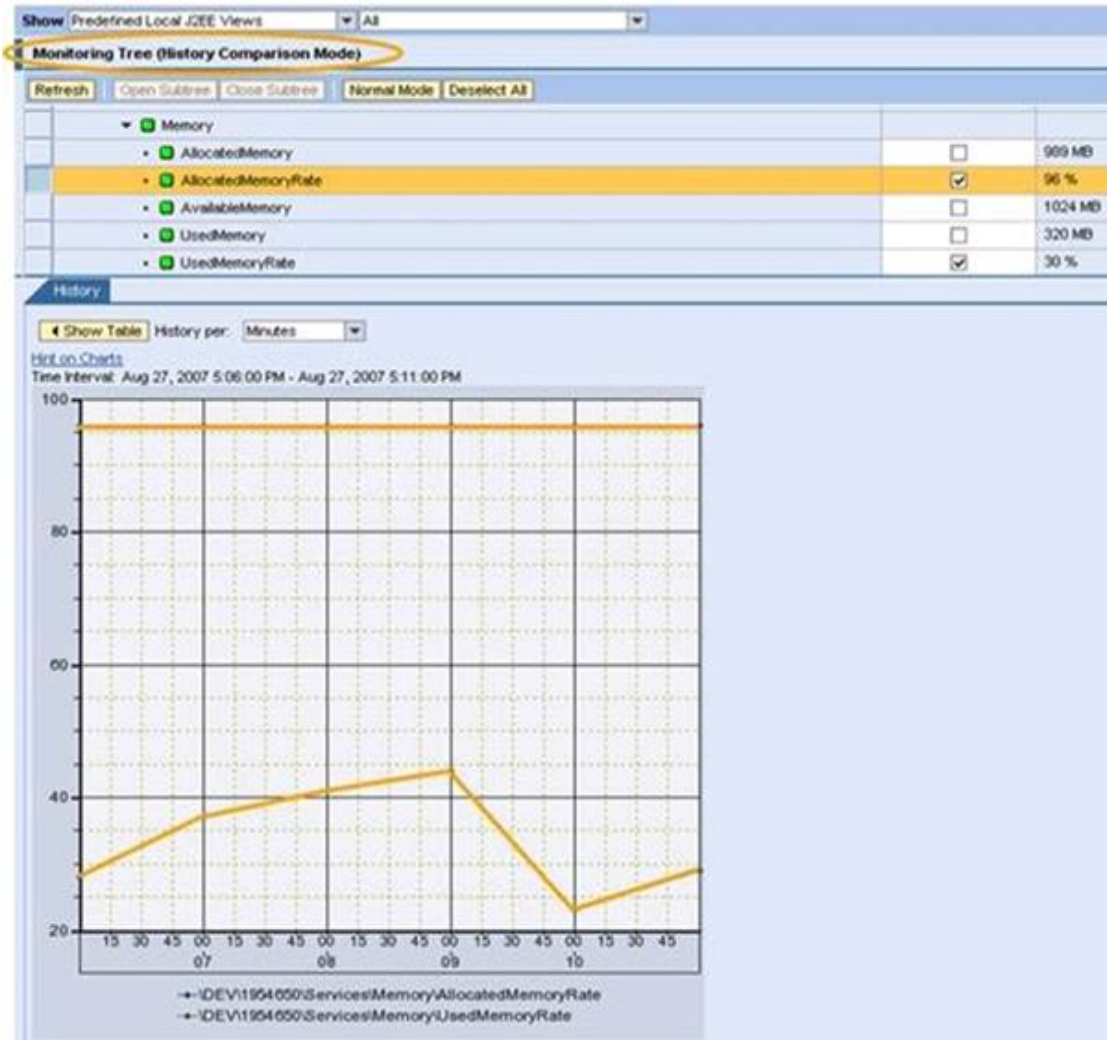 Show Predefined Local J2EE Views All
Monitoring Tree (History Comparison Mode)
Refresh Open Subtree Close Subtree Normal Mode Deselect All
Memory
AllocatedMemory 989 MB
AllocatedMemoryRate 96 %
AvailableMemory 1024 MB
UsedMemory 320 MB
UsedMemoryRate 30 %
History
Show Table History per: Minutes
Hint on Charts
Time Interval: Aug 27, 2007 5:06:00 PM - Aug 27, 2007 5:11:00 PM
100
80
60
40
20
15 30 45 00 15 30 45 00 15 30 45 00 15 30 45 00 15 30 45
07 08 09 10
\DEV\1954650\Services\Memory\AllocatedMemoryRate
\DEV\1954650\Services\Memory\UsedMemoryRate